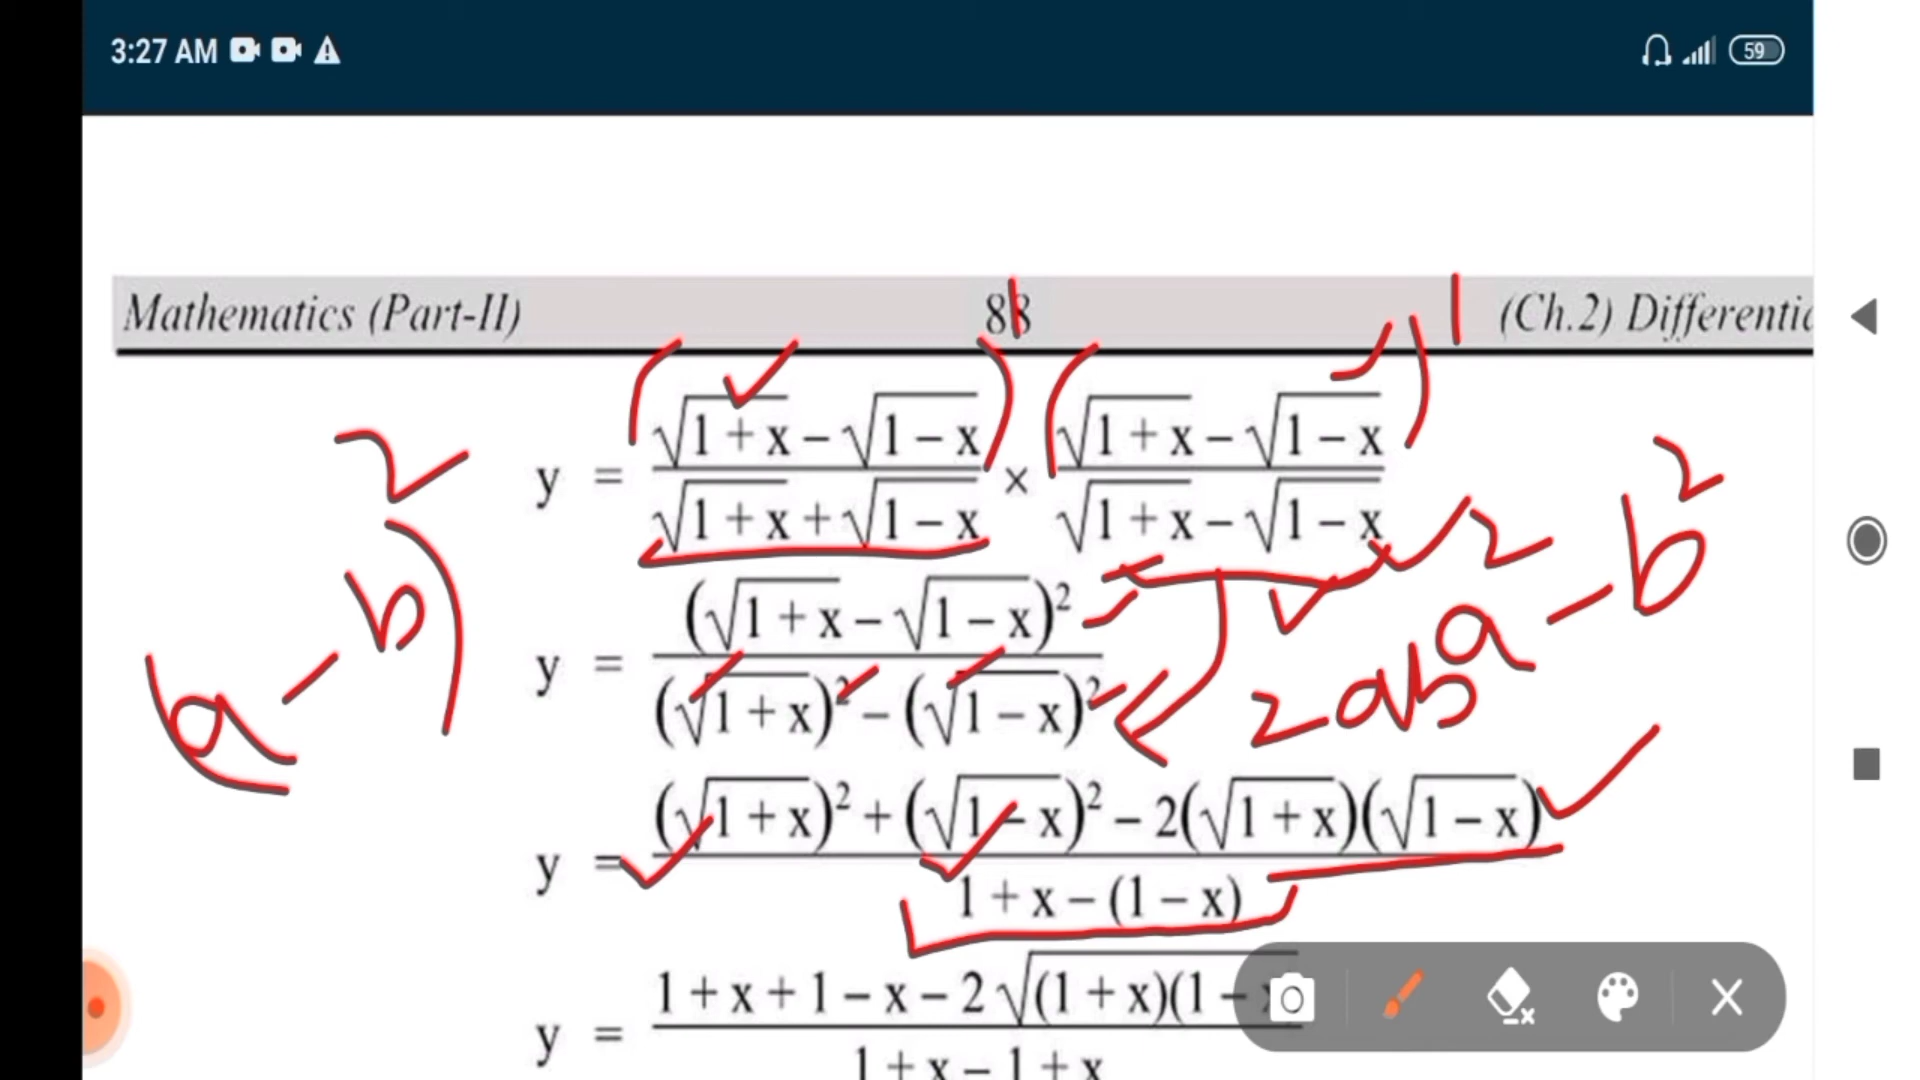 3:27 AM 59
Mathematics (Part-II) 88 (Ch.2) Differentia
y = (√(1 + x) − √(1 − x))/(√(1 + x) + √(1 − x)) × (√(1 + x) − √(1 − x))/(√(1 + x) − √(1 − x))
(a − b)²
a² − b²
y = (√(1 + x) − √(1 − x))²/((√(1 + x))² − (√(1 − x))²)
2ab
y = ((√(1 + x))² + (√(1 − x))² − 2(√(1 + x))(√(1 − x)))/(1 + x − (1 − x))
y = (1 + x + 1 − x − 2√((1 + x)(1 −
1 + x − 1 + x